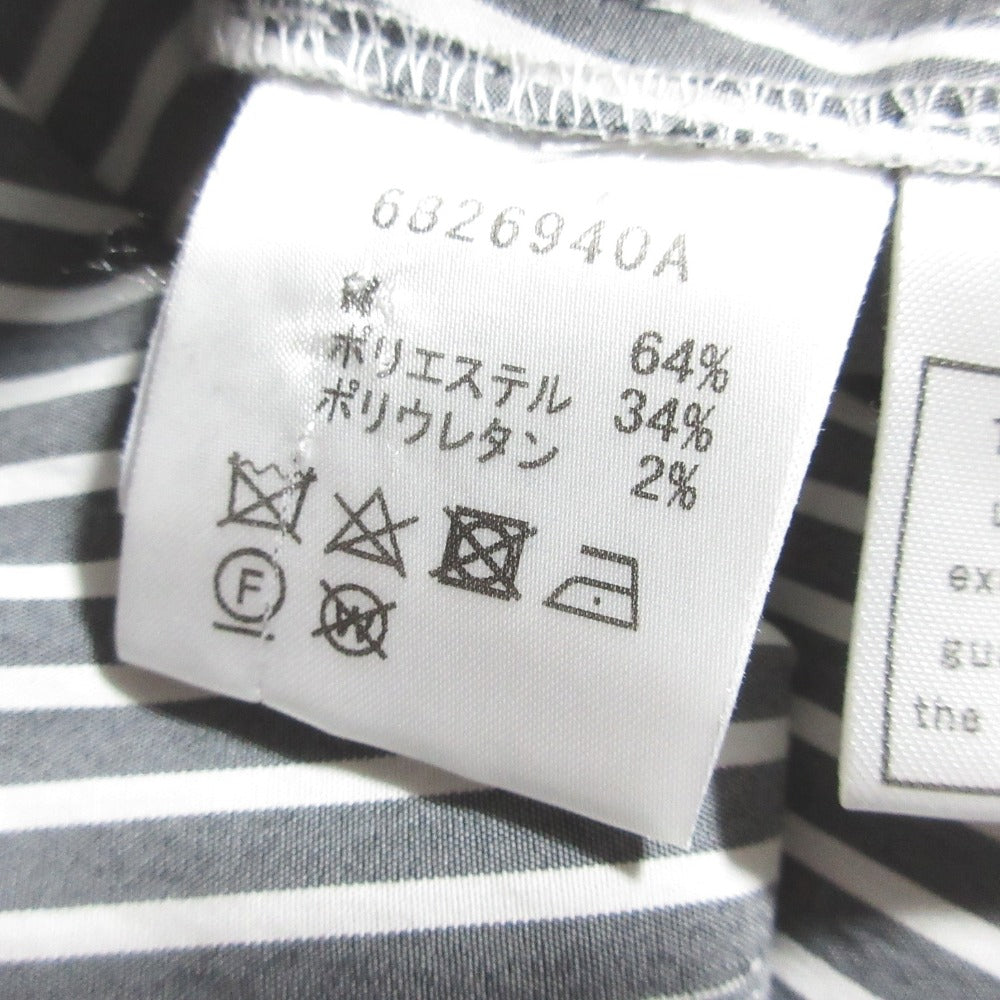 6826940A
綿 64%
ポリエステル 34%
ポリウレタン 2%
F
W
ex
gu
the